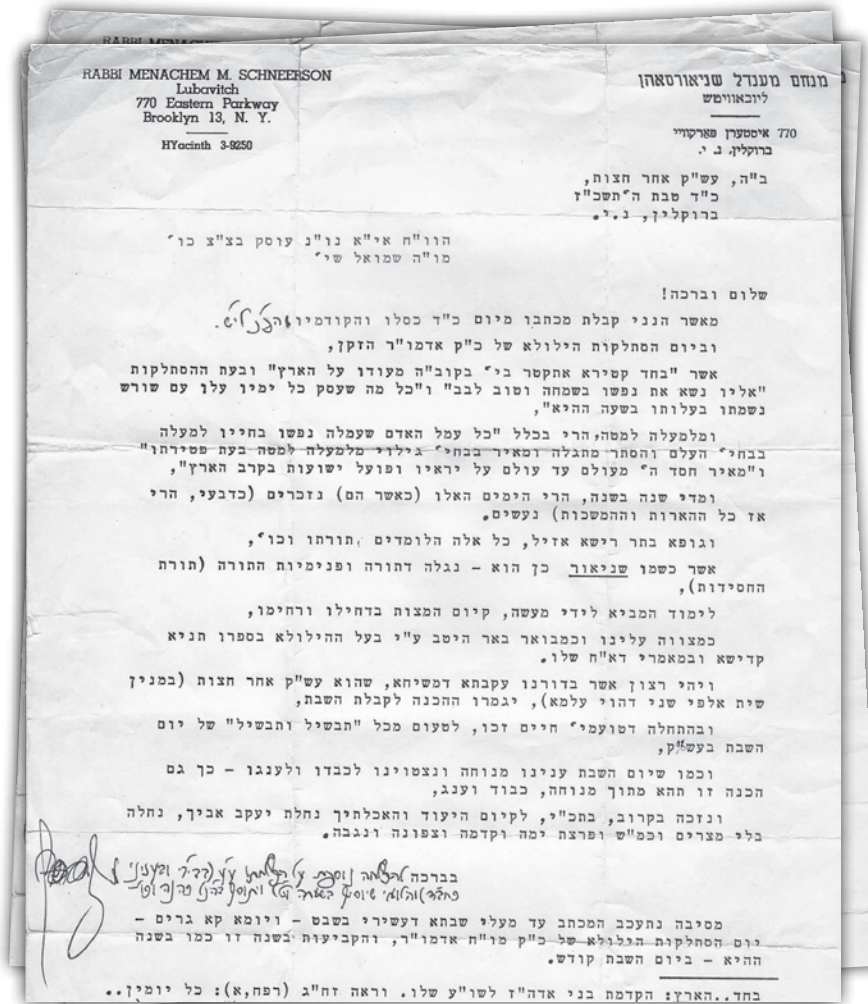 RABBI MENACHEM M. SCHNEERSON
Lubavitch
770 Eastern Parkway
Brooklyn 13, N. Y.
HYacinth 3-9250
מנחם מענדל שניאורסאהן
ליובאוויטש
770 איסטערן פארקוויי
ברוקלין, נ. י.
ב"ה, עש"ק אחר חצות,
כ"ד טבת ה'תשכ"ז
ברוקלין, נ.י.
הוו"ח אי"א נו"נ עוסק בצ"צ כו'
מו"ה שמואל שי'
שלום וברכה!
מאשר הנני קבלת מכתבו מיום כ"ד כסלו והקודמיו
וביום הסתלקות הילולא של כ"ק אדמו"ר הזקן,
אשר "בחד קטירא אתקטר בי' בקוב"ה מעודו על הארץ" ובעת ההסתלקות
"אליו נשא את נפשו בשמחה וטוב לבב" ו"כל מה שעסק כל ימיו עלו עם שורש
נשמתו בעלותו בשעה ההיא",
ומלמעלה למטה, הרי בכלל "כל עמל האדם שעמלה נפשו בחייו למעלה
בבחי' העלם והסתר מתגלה ומאיר בבחי' גילוי מלמעלה למטה בעת פטירתו"
ו"מאיר חסד ה' מעולם עד עולם על יראיו ופועל ישועות בקרב הארץ",
ומדי שנה בשנה, הרי הימים האלו (כאשר הם) נזכרים (כדבעי, הרי
אז כל ההארות וההמשכות) נעשים.
וגופא בתר רישא אזיל, כל אלה הלומדים תורתו וכו',
אשר כשמו שניאור כן הוא - נגלה דתורה ופנימיות התורה (תורת
החסידות),
לימוד המביא לידי מעשה, קיום המצות בדחילו ורחימו,
כמצווה עלינו וכמבואר באר היטב ע"י בעל ההילולא בספרו תניא
קדישא ובמאמרי דא"ח שלו.
ויהי רצון אשר בדורנו עקבתא דמשיחא, שהוא עש"ק אחר חצות (במנין
שית אלפי שני דהוי עלמא), יגמרו ההכנה לקבלת השבת,
ובהתחלה דטועמי' חיים זכו, לטעום מכל "תבשיל ותבשיל" של יום
השבת בעש"ק,
וכמו שיום השבת ענינו מנוחה ונצטוינו לכבדו ולענגו - כך גם
הכנה זו תהא מתוך מנוחה, כבוד וענג,
ונזכה בקרוב, בתכ"י, לקיום היעוד והאכלתיך נחלת יעקב אביך, נחלה
בלי מצרים וכמ"ש ופרצת ימה וקדמה וצפונה ונגבה.
בברכה להצלחה
מסיבה נתעכב המכתב עד מעלי שבתא דעשירי בשבט - ויומא קא גרים -
יום הסתלקות הילולא של כ"ק מו"ח אדמו"ר, והקביעות בשנה זו כמו בשנה
ההיא - ביום השבת קודש.
בחד..הארץ: הקדמת בני אדה"ז לשו"ע שלו. וראה זח"ג (רפח,א): כל יומין..